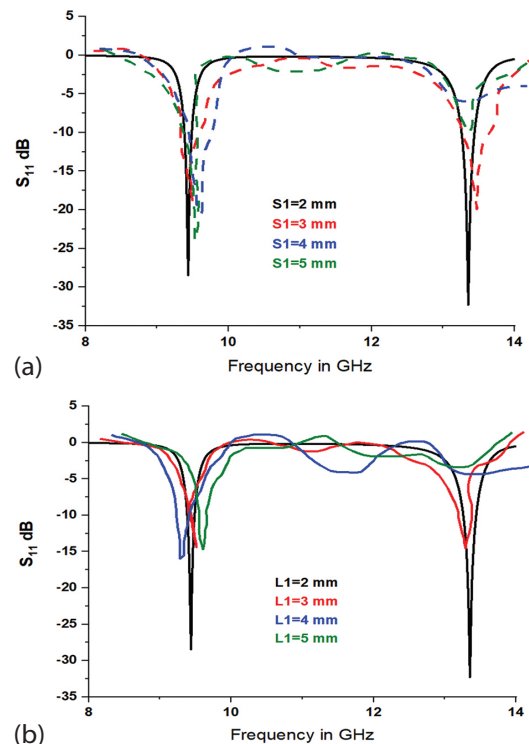 5
0
-5
-10
-15
-20
-25
-30
-35
S11 dB
S1=2 mm
S1=3 mm
S1=4 mm
S1=5 mm
8
10
12
14
Frequency in GHz
(a)
5
0
-5
-10
-15
-20
-25
-30
-35
S11 dB
L1=2 mm
L1=3 mm
L1=4 mm
L1=5 mm
8
10
12
14
Frequency in GHz
(b)